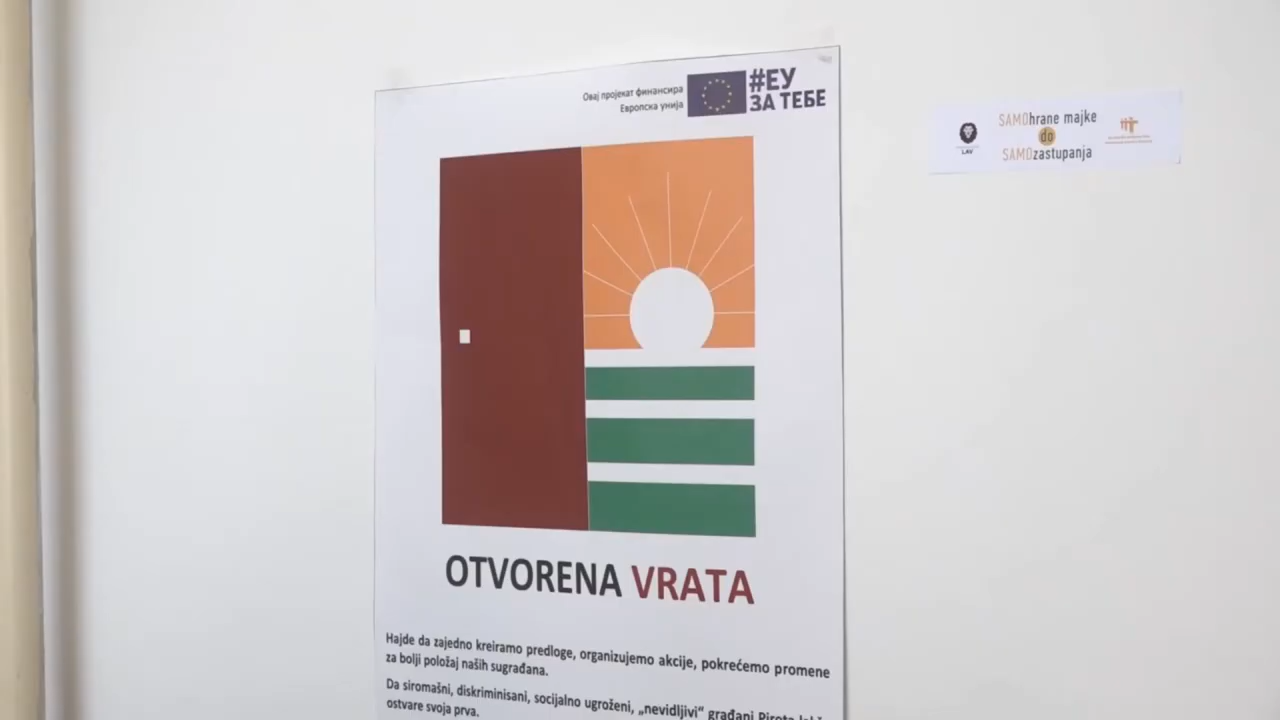 Овај пројекат финансира
Европска унија
#ЕУ
ЗА ТЕБЕ
OTVORENA VRATA
Hajde da zajedno kreiramo predloge, organizujemo akcije, pokrećemo promene
za bolji položaj naših sugrađana.
Da siromašni, diskriminisani, socijalno ugroženi, „nevidljivi“ građani
ostvare svoja prva.
LAV
SAMOhrane majke
do
SAMOzastupanja